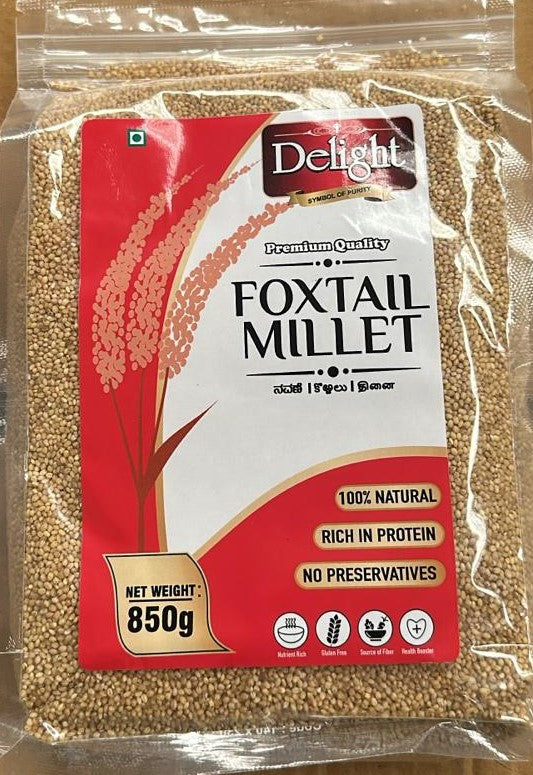 Delight
SYMBOL OF PURITY
Premium Quality
FOXTAIL
MILLET
ನವಣೆ | కొఱ్ఱలు | தினை
100% NATURAL
RICH IN PROTEIN
NO PRESERVATIVES
NET WEIGHT:
850g
Nutrient Rich
Gluten Free
Source of Fiber
Health Booster